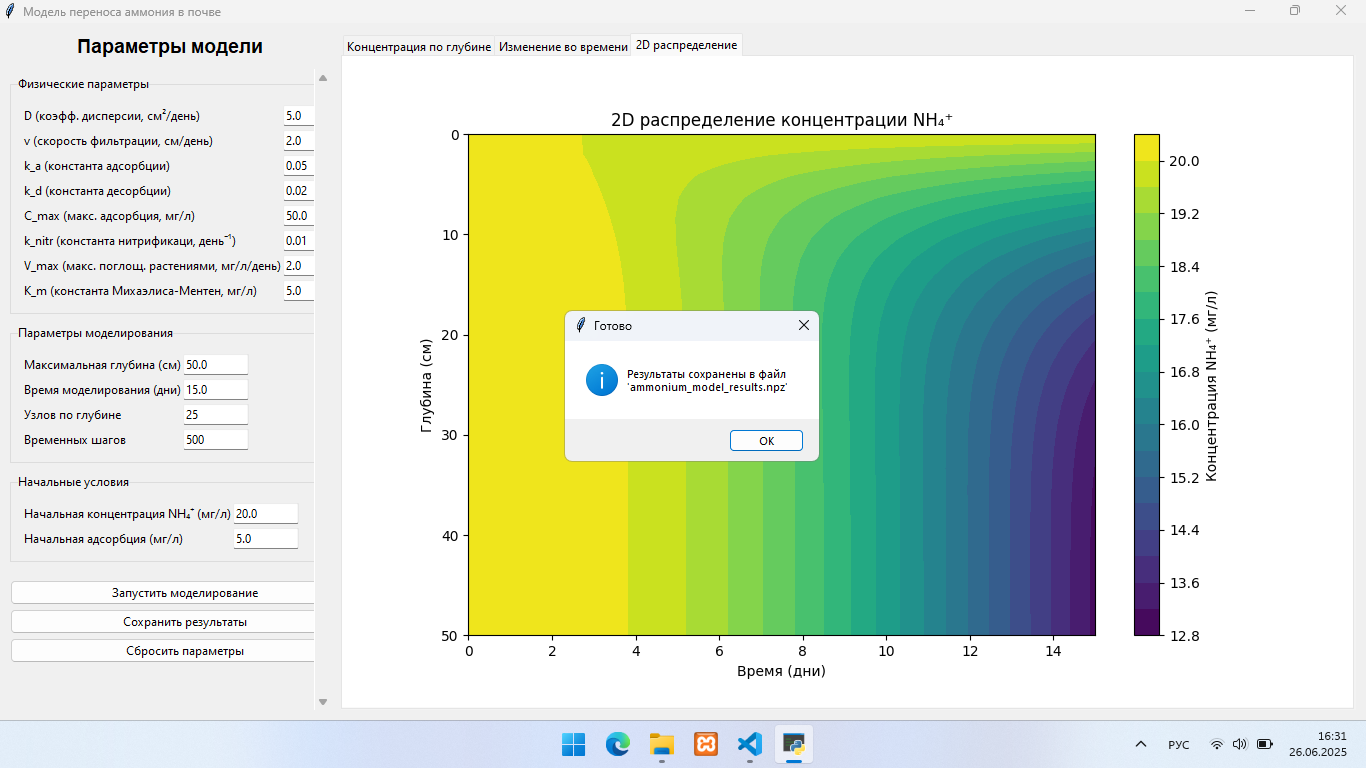 Модель переноса аммония в почве
Параметры модели
Физические параметры
D (коэфф. дисперсии, см²/день) 5.0
v (скорость фильтрации, см/день) 2.0
k_a (константа адсорбции) 0.05
k_d (константа десорбции) 0.02
C_max (макс. адсорбция, мг/л) 50.0
k_nitr (константа нитрификаци, день⁻¹) 0.01
V_max (макс. поглощ. растениями, мг/л/день) 2.0
K_m (константа Михаэлиса-Ментен, мг/л) 5.0
Параметры моделирования
Максимальная глубина (см) 50.0
Время моделирования (дни) 15.0
Узлов по глубине 25
Временных шагов 500
Начальные условия
Начальная концентрация NH₄⁺ (мг/л) 20.0
Начальная адсорбция (мг/л) 5.0
Запустить моделирование
Сохранить результаты
Сбросить параметры
Концентрация по глубине Изменение во времени 2D распределение
2D распределение концентрации NH₄⁺
Глубина (см)
0
10
20
30
40
50
0 2 4 6 8 10 12 14
Время (дни)
20.0
19.2
18.4
17.6
16.8
16.0
15.2
14.4
13.6
12.8
Концентрация NH₄⁺ (мг/л)
Готово
Результаты сохранены в файл
'ammonium_model_results.npz'
OK
РУС
16:31
26.06.2025